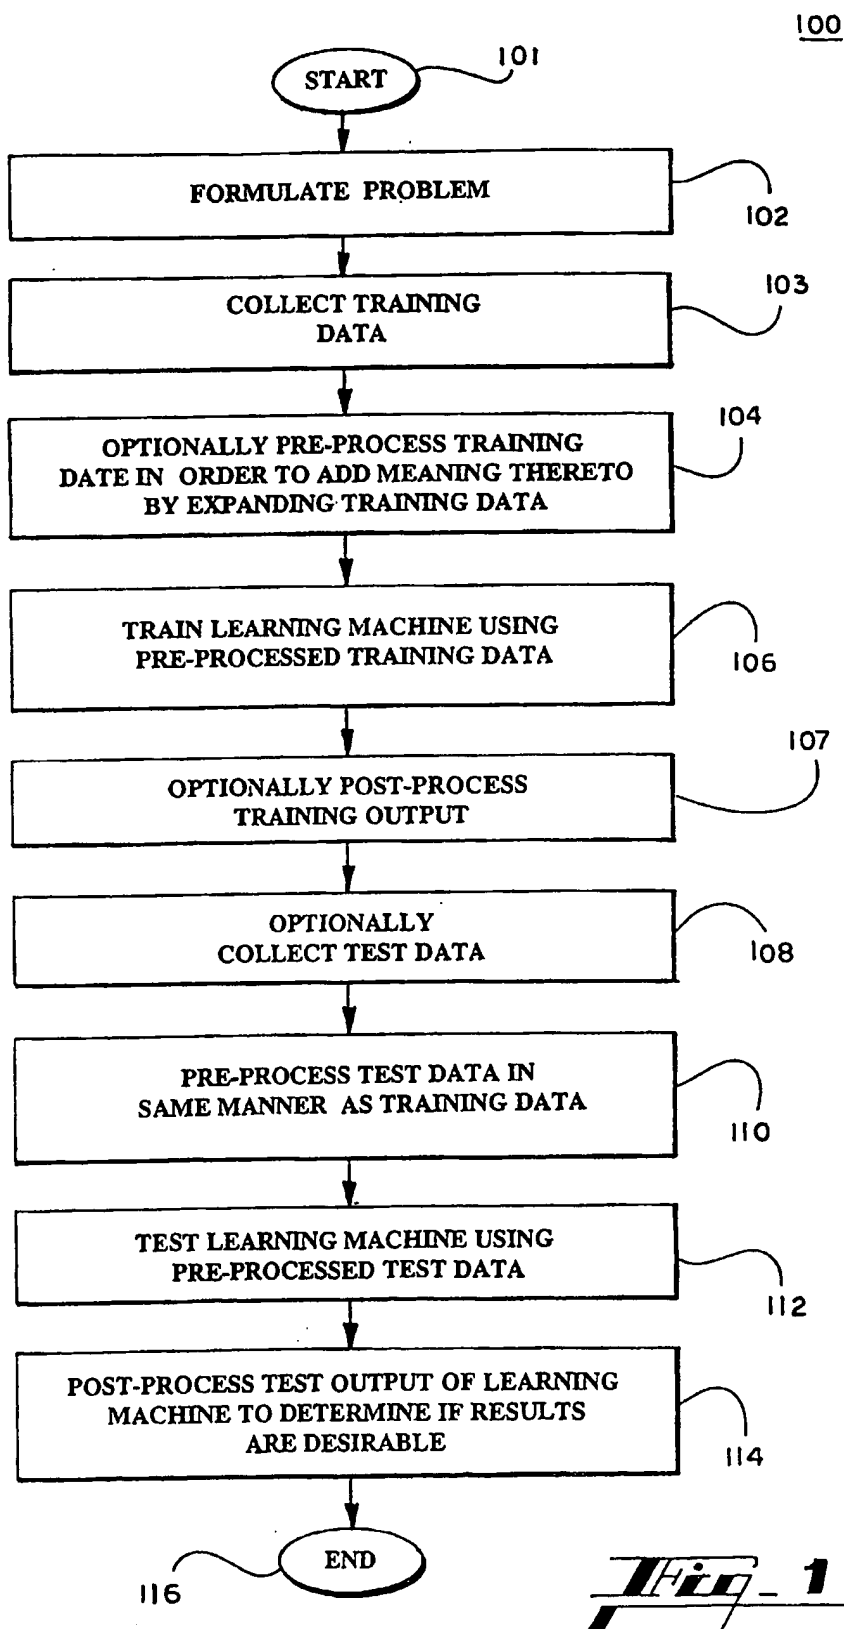 100
START
101
FORMULATE PROBLEM
102
COLLECT TRAINING
DATA
103
OPTIONALLY PRE-PROCESS TRAINING
DATE IN ORDER TO ADD MEANING THERETO
BY EXPANDING TRAINING DATA
104
TRAIN LEARNING MACHINE USING
PRE-PROCESSED TRAINING DATA
106
OPTIONALLY POST-PROCESS
TRAINING OUTPUT
107
OPTIONALLY
COLLECT TEST DATA
108
PRE-PROCESS TEST DATA IN
SAME MANNER AS TRAINING DATA
110
TEST LEARNING MACHINE USING
PRE-PROCESSED TEST DATA
112
POST-PROCESS TEST OUTPUT OF LEARNING
MACHINE TO DETERMINE IF RESULTS
ARE DESIRABLE
114
END
116
Fig_1